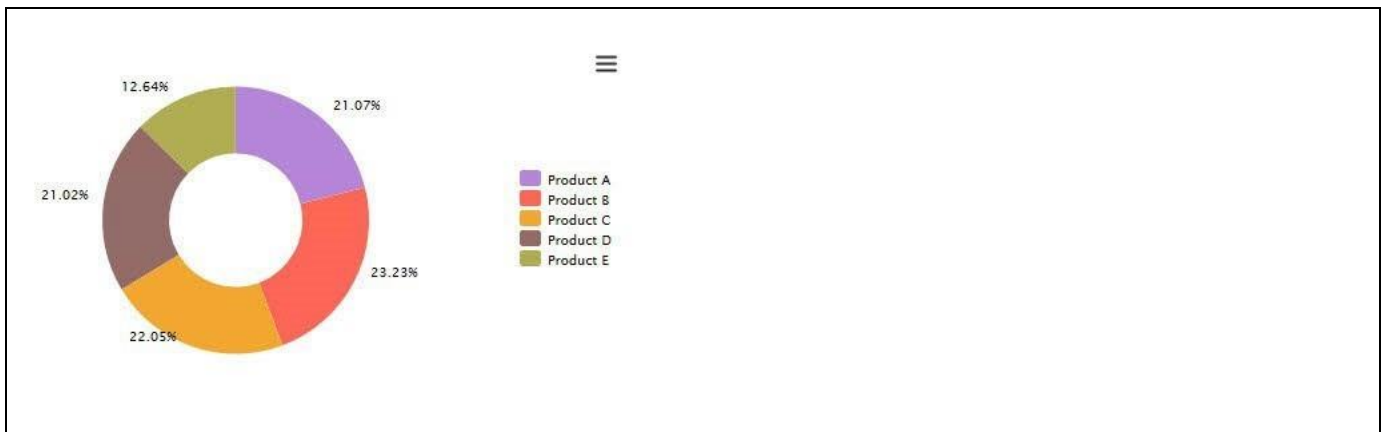 12.64%
21.07%
21.02%
23.23%
22.05%
Product A
Product B
Product C
Product D
Product E